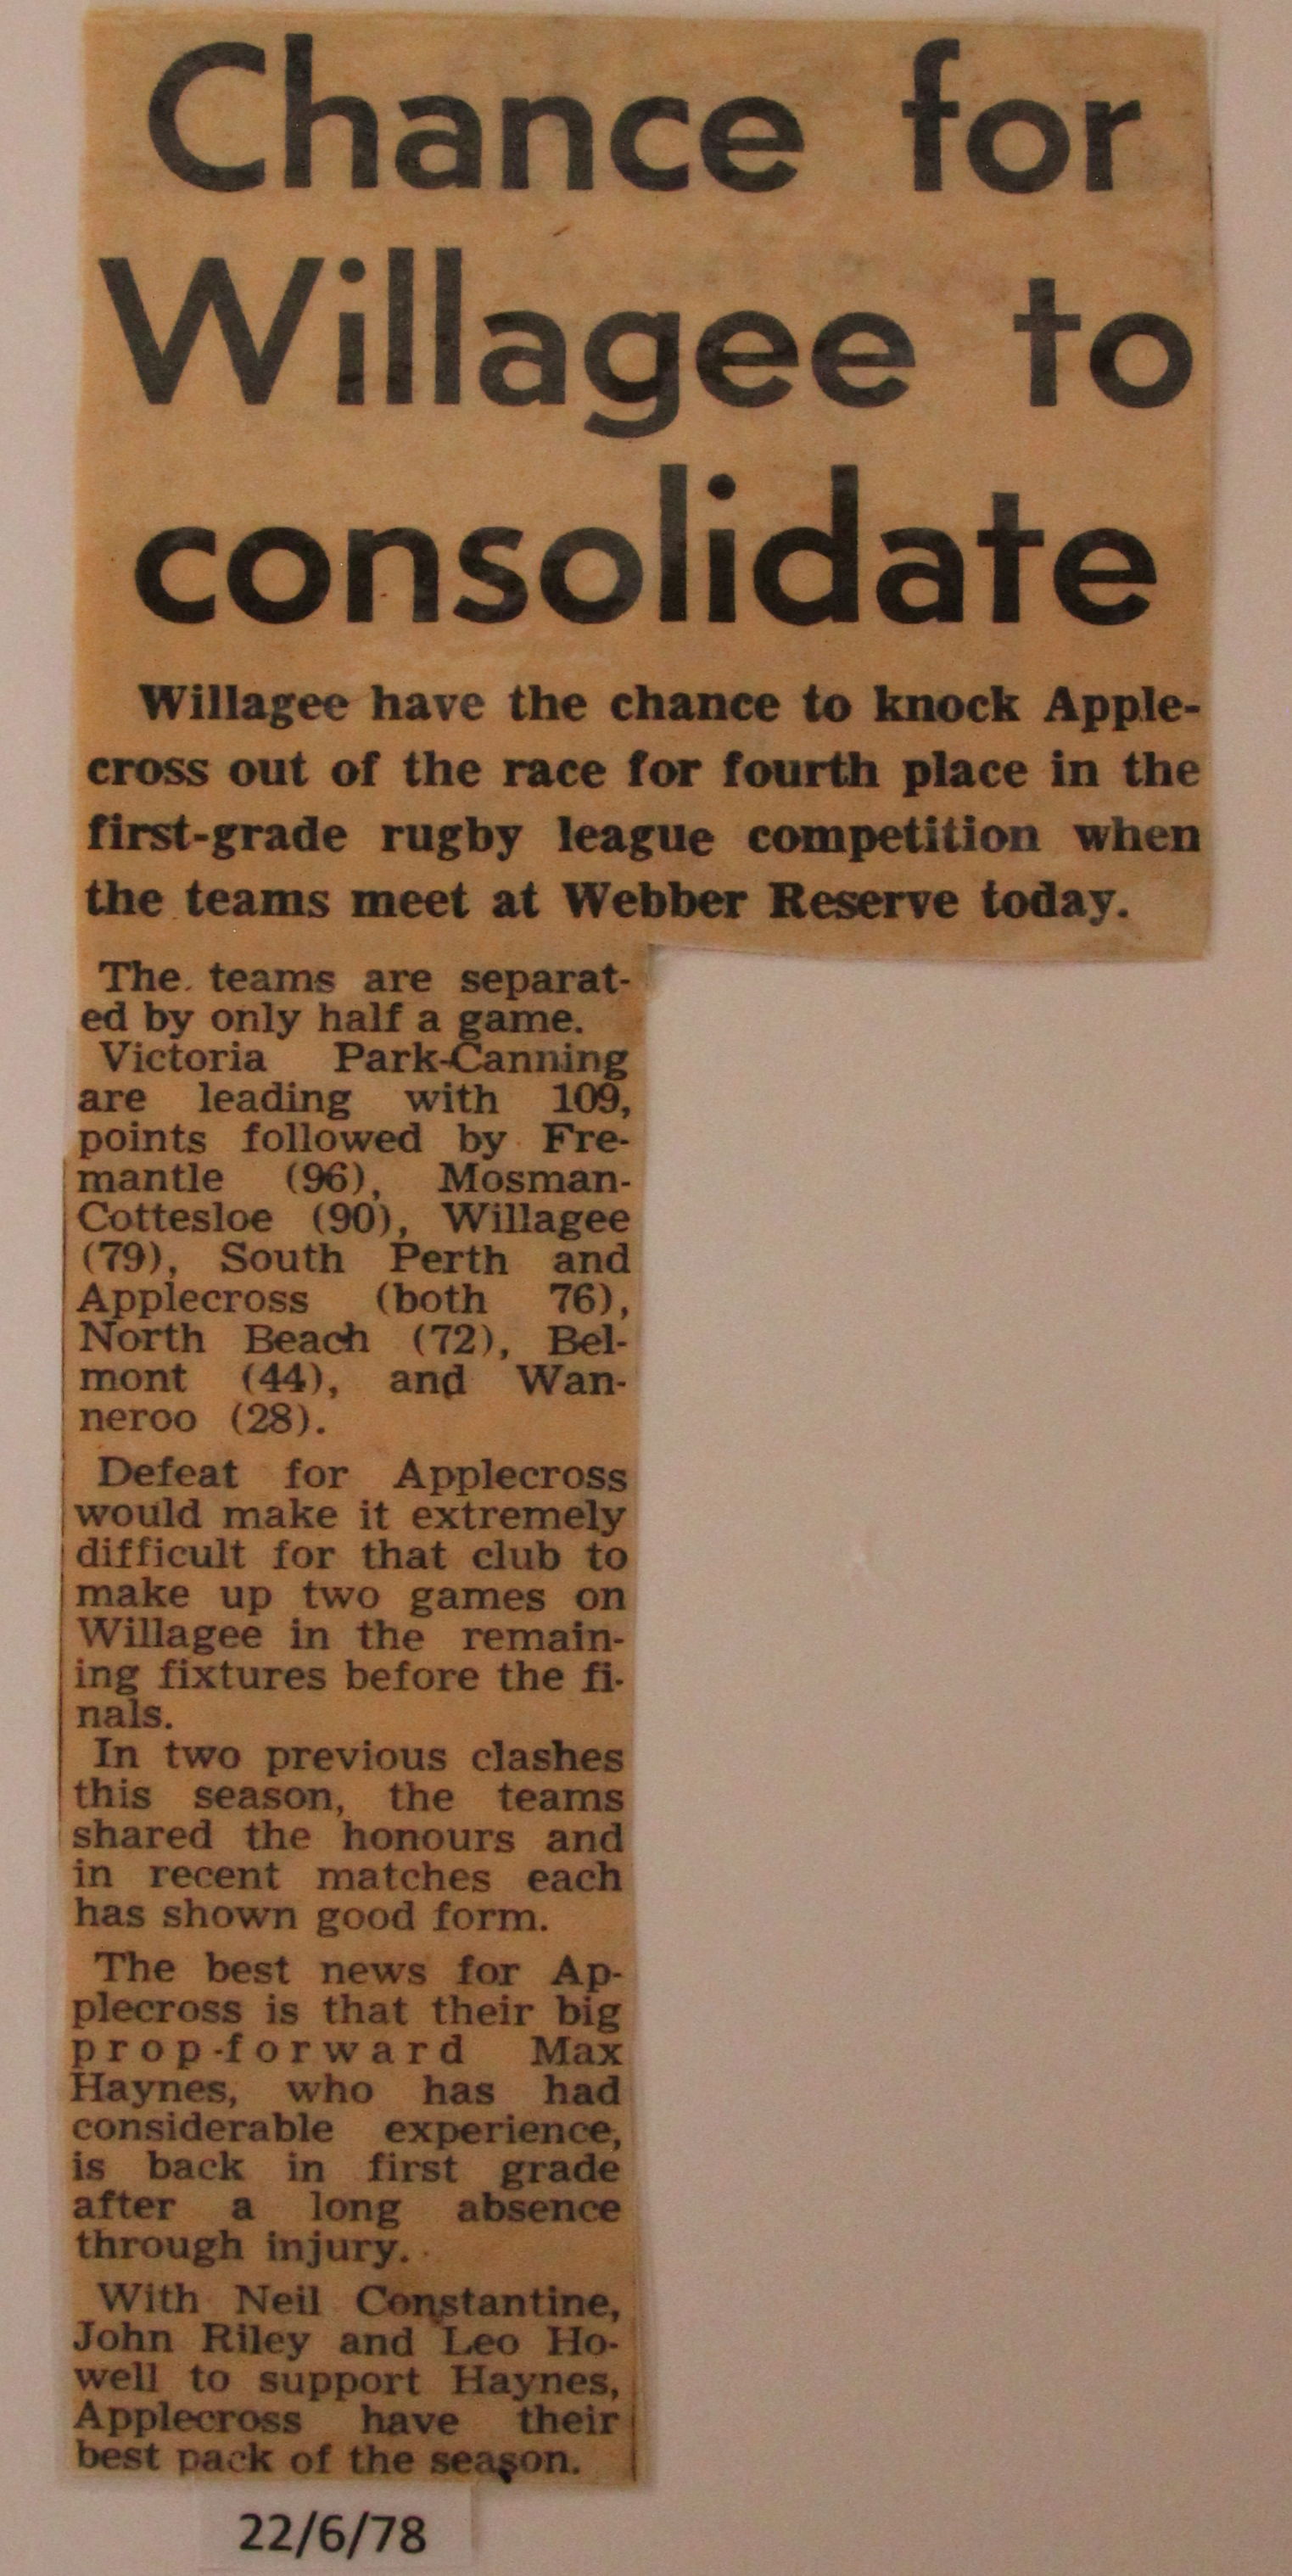 Chance for
Willagee to
consolidate
Willagee have the chance to knock Apple-
cross out of the race for fourth place in the
first-grade rugby league competition when
the teams meet at Webber Reserve today.
The teams are separat-
ed by only half a game.
Victoria Park-Canning
are leading with 109,
points followed by Fre-
mantle (96), Mosman-
Cottesloe (90), Willagee
(79), South Perth and
Applecross (both 76),
North Beach (72), Bel-
mont (44), and Wan-
neroo (28).
Defeat for Applecross
would make it extremely
difficult for that club to
make up two games on
Willagee in the remain-
ing fixtures before the fi-
nals.
In two previous clashes
this season, the teams
shared the honours and
in recent matches each
has shown good form.
The best news for Ap-
plecross is that their big
prop-forward Max
Haynes, who has had
considerable experience,
is back in first grade
after a long absence
through injury.
With Neil Constantine,
John Riley and Leo Ho-
well to support Haynes,
Applecross have their
best pack of the season.
22/6/78